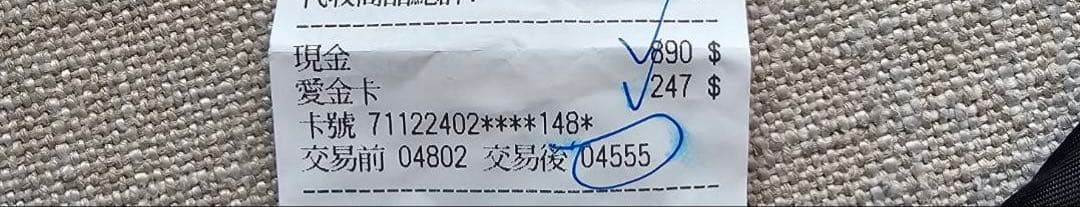 現金 890 $
愛金卡 247 $
卡號 71122402****148*
交易前 04802 交易後 04555